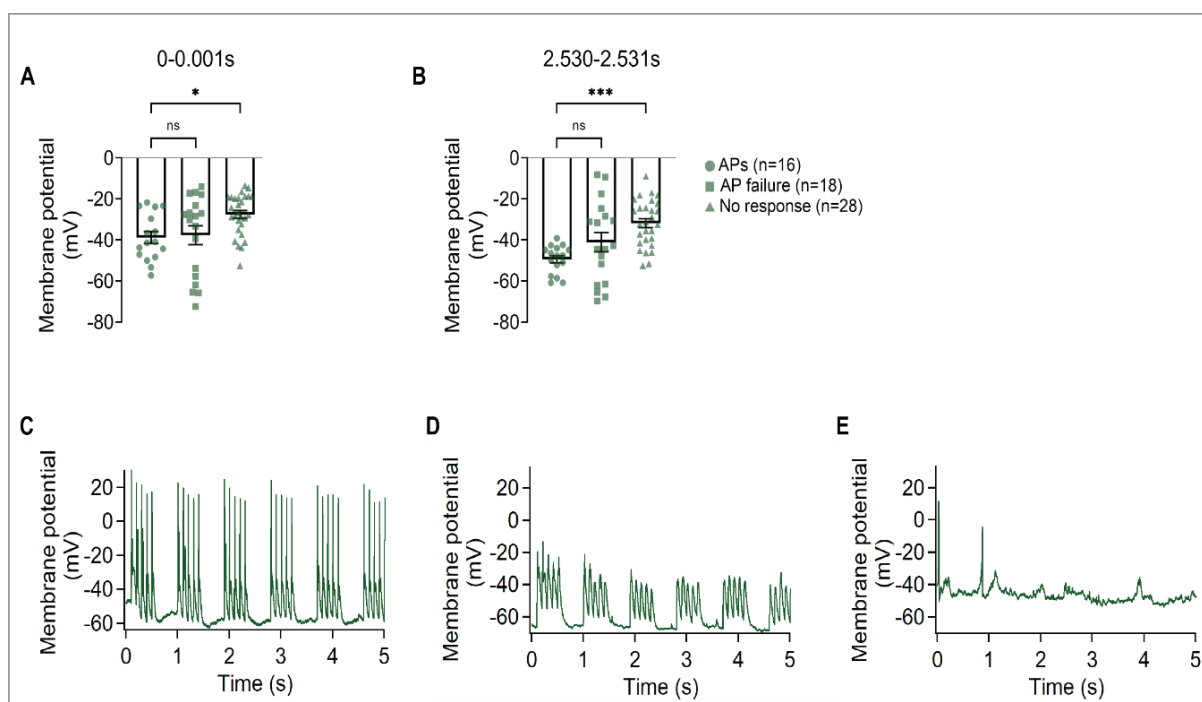 0-0.001s
2.530-2.531s
A
B
*
***
ns
ns
Membrane potential
(mV)
0
-20
-40
-60
-80
Membrane potential
(mV)
0
-20
-40
-60
-80
APs (n=16)
AP failure (n=18)
No response (n=28)
C
D
E
Membrane potential
(mV)
20
0
-20
-40
-60
0 1 2 3 4 5
Time (s)
Membrane potential
(mV)
20
0
-20
-40
-60
0 1 2 3 4 5
Time (s)
Membrane potential
(mV)
20
0
-20
-40
-60
0 1 2 3 4 5
Time (s)